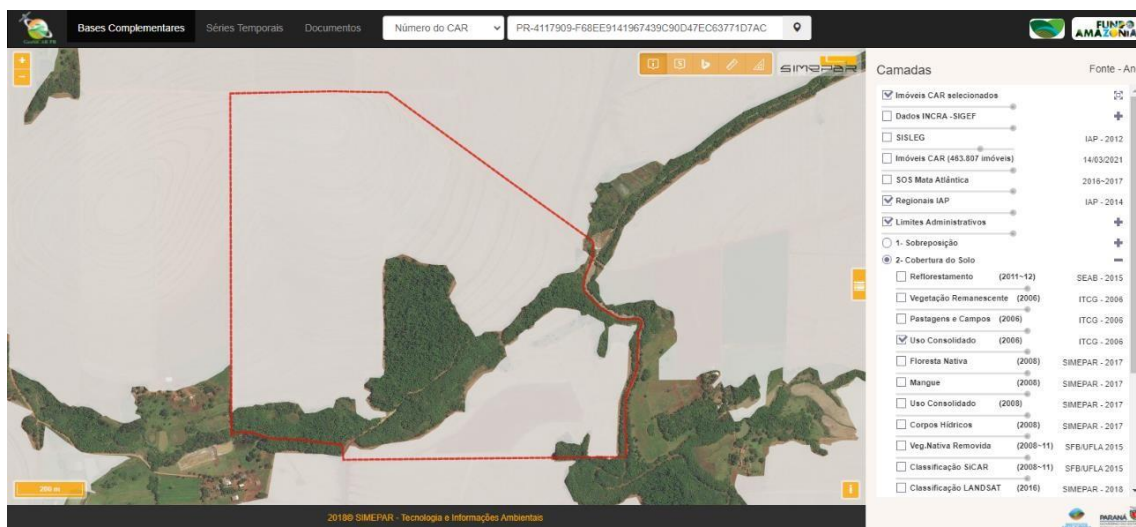 Bases Complementares Séries Temporais Documentos Número do CAR PR-4117909-F68EE9141967439C90D47EC63771D7AC
FUNDO
AMAZÔNIA
+
−
SIMEPAR
Camadas Fonte - An
Imóveis CAR selecionados
Dados INCRA -SIGEF
SISLEG IAP - 2012
Imóveis CAR (463.807 imóveis) 14/03/2021
SOS Mata Atlântica 2016~2017
Regionais IAP IAP - 2014
Limites Administrativos
1- Sobreposição
2- Cobertura do Solo
Reflorestamento (2011~12) SEAB - 2015
Vegetação Remanescente (2006) ITCG - 2006
Pastagens e Campos (2006) ITCG - 2006
Uso Consolidado (2006) ITCG - 2006
Floresta Nativa (2008) SIMEPAR - 2017
Mangue (2008) SIMEPAR - 2017
Uso Consolidado (2008) SIMEPAR - 2017
Corpos Hídricos (2008) SIMEPAR - 2017
Veg.Nativa Removida (2008~11) SFB/UFLA 2015
Classificação SiCAR (2008~11) SFB/UFLA 2015
Classificação LANDSAT (2016) SIMEPAR - 2018
200 m
2018© SIMEPAR - Tecnologia e Informações Ambientais
PARANÁ